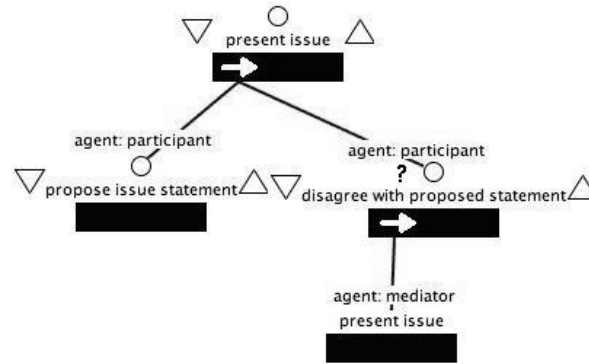 present issue
agent: participant
propose issue statement
agent: participant
?
disagree with proposed statement
agent: mediator
present issue